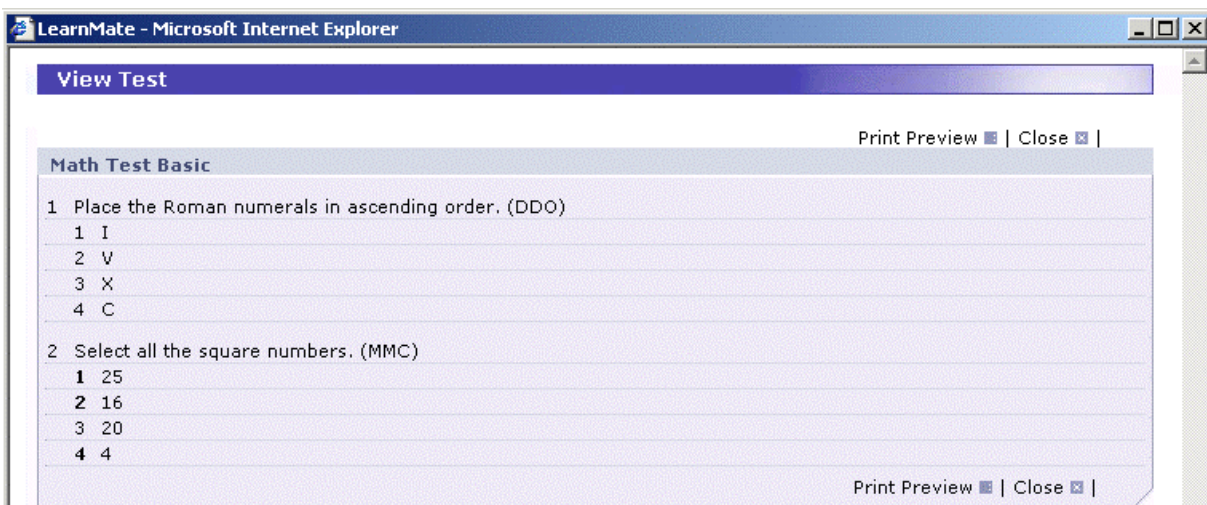 LearnMate - Microsoft Internet Explorer
View Test
Print Preview | Close |
Math Test Basic
1 Place the Roman numerals in ascending order. (DDO)
1 I
2 V
3 X
4 C
2 Select all the square numbers. (MMC)
1 25
2 16
3 20
4 4
Print Preview | Close |